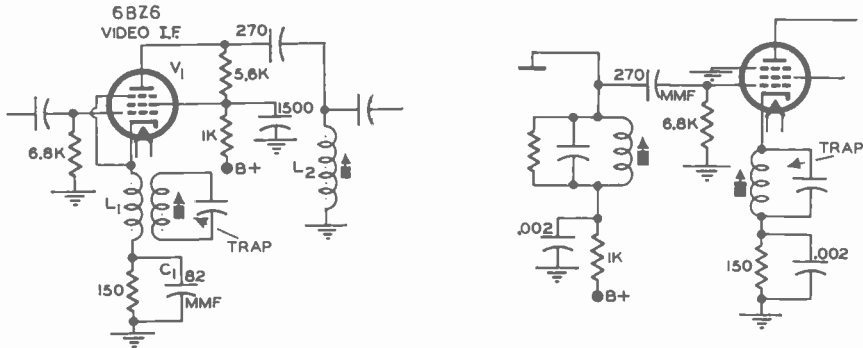 6BZ6
VIDEO I.F.
V1
270
5.6K
1500
1K
B+
6.8K
L1
L2
TRAP
C1 82
MMF
150
270
MMF
6.8K
TRAP
.002
1K
B+
150
.002